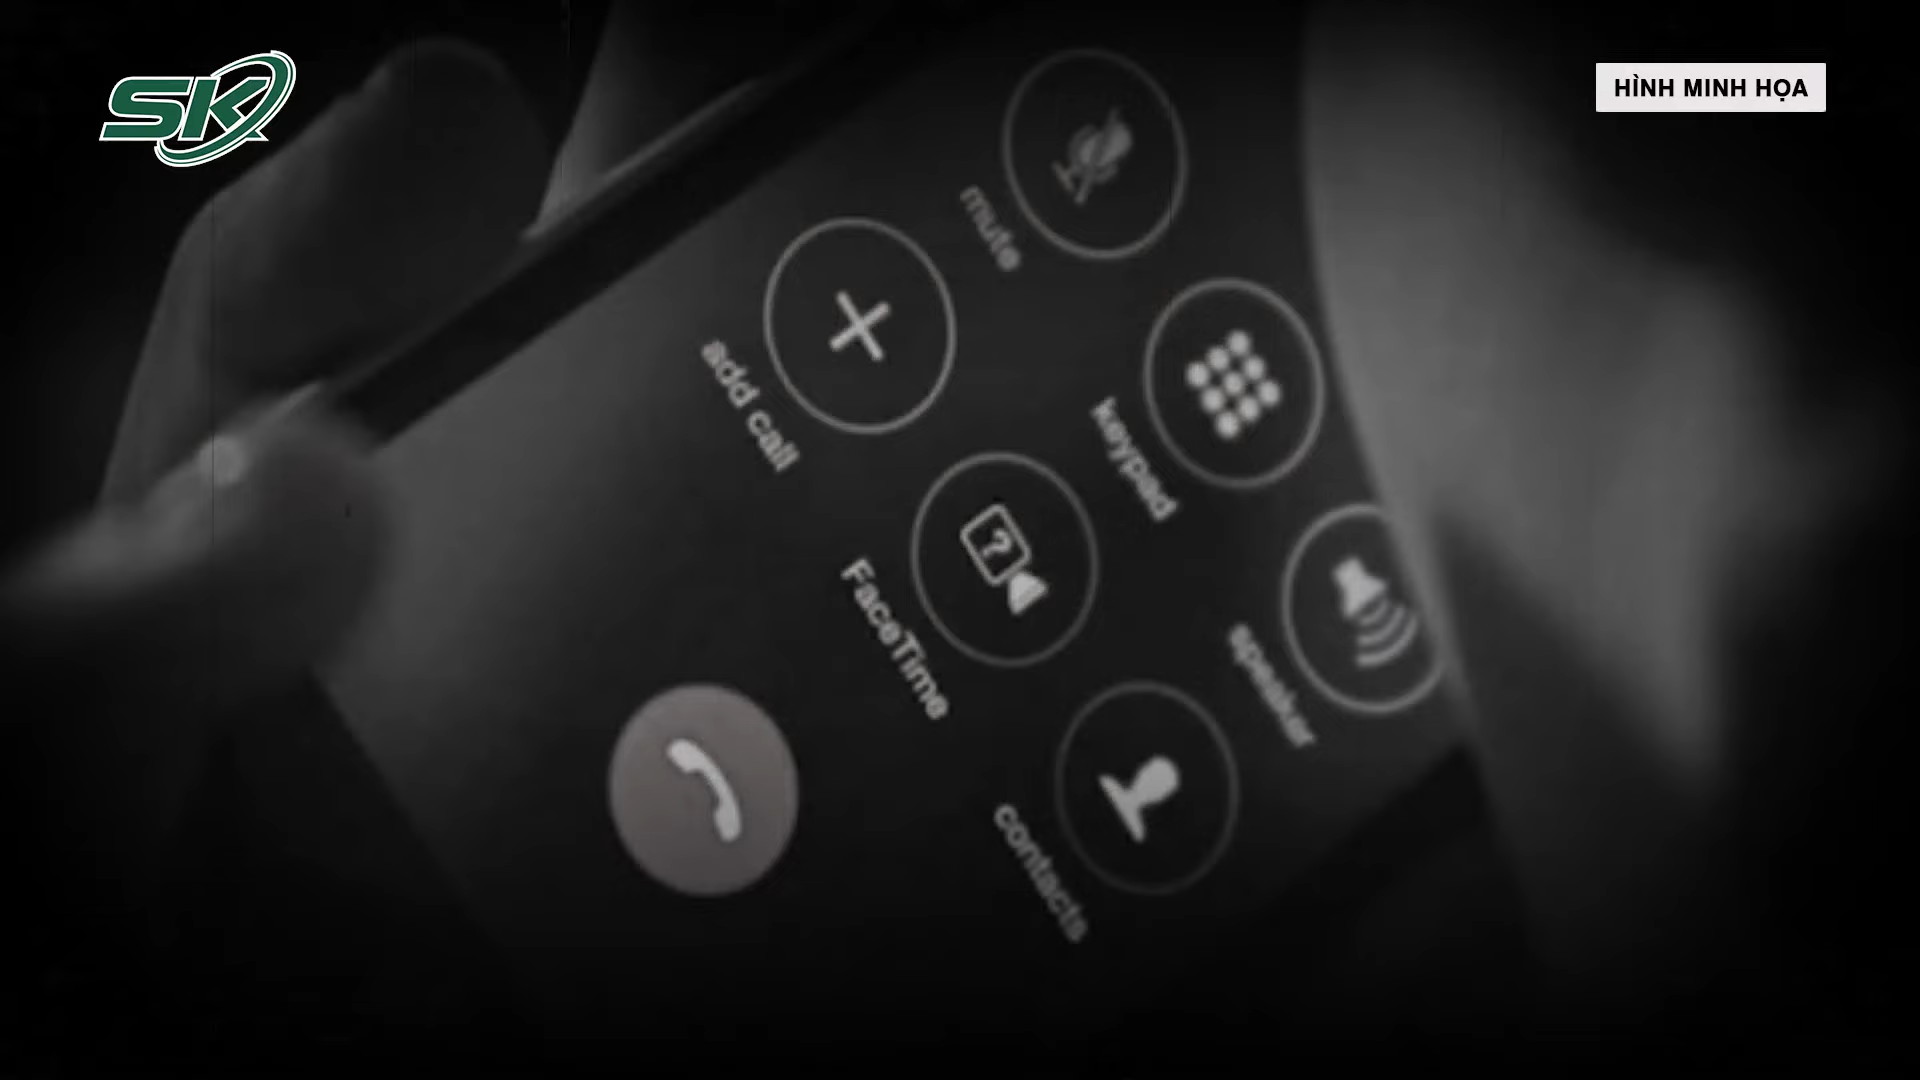 SK
HÌNH MINH HỌA
mute
add call
keypad
FaceTime
speaker
contacts